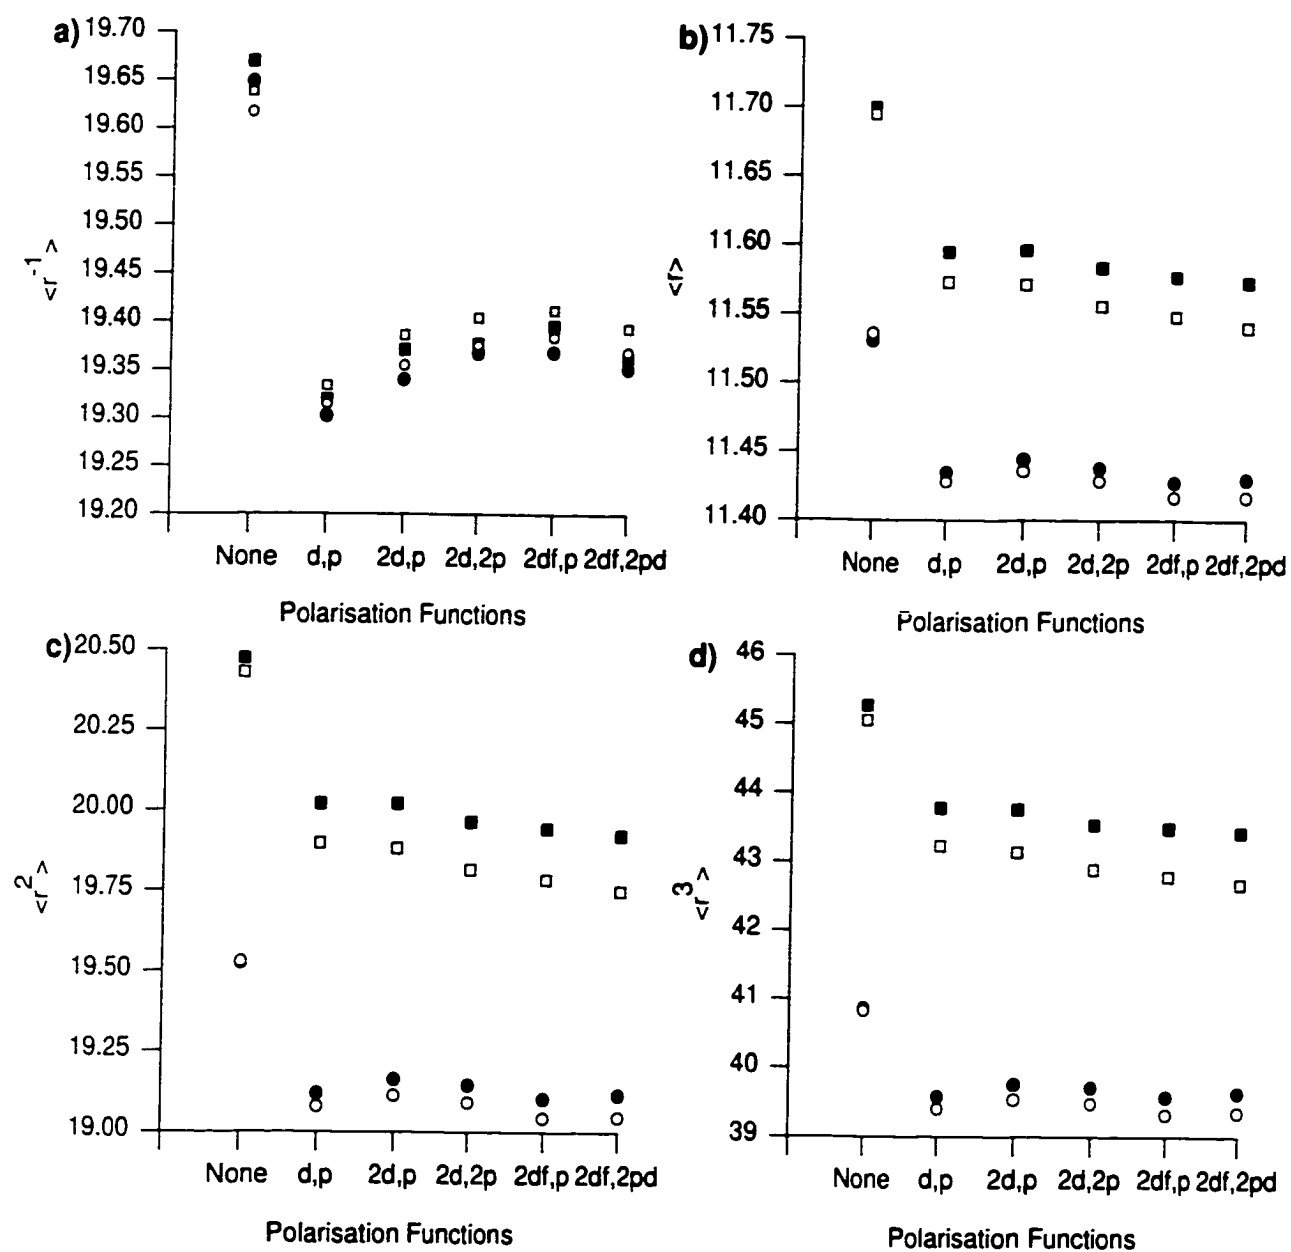 a) 19.70
19.65
19.60
19.55
19.50
19.45
19.40
19.35
19.30
19.25
19.20
<r^-1>
None d,p 2d,p 2d,2p 2df,p 2df,2pd
Polarisation Functions
b) 11.75
11.70
11.65
11.60
11.55
11.50
11.45
11.40
<r>
None d,p 2d,p 2d,2p 2df,p 2df,2pd
Polarisation Functions
c) 20.50
20.25
20.00
19.75
19.50
19.25
19.00
<r^2>
None d,p 2d,p 2d,2p 2df,p 2df,2pd
Polarisation Functions
d) 46
45
44
43
42
41
40
39
<r^3>
None d,p 2d,p 2d,2p 2df,p 2df,2pd
Polarisation Functions